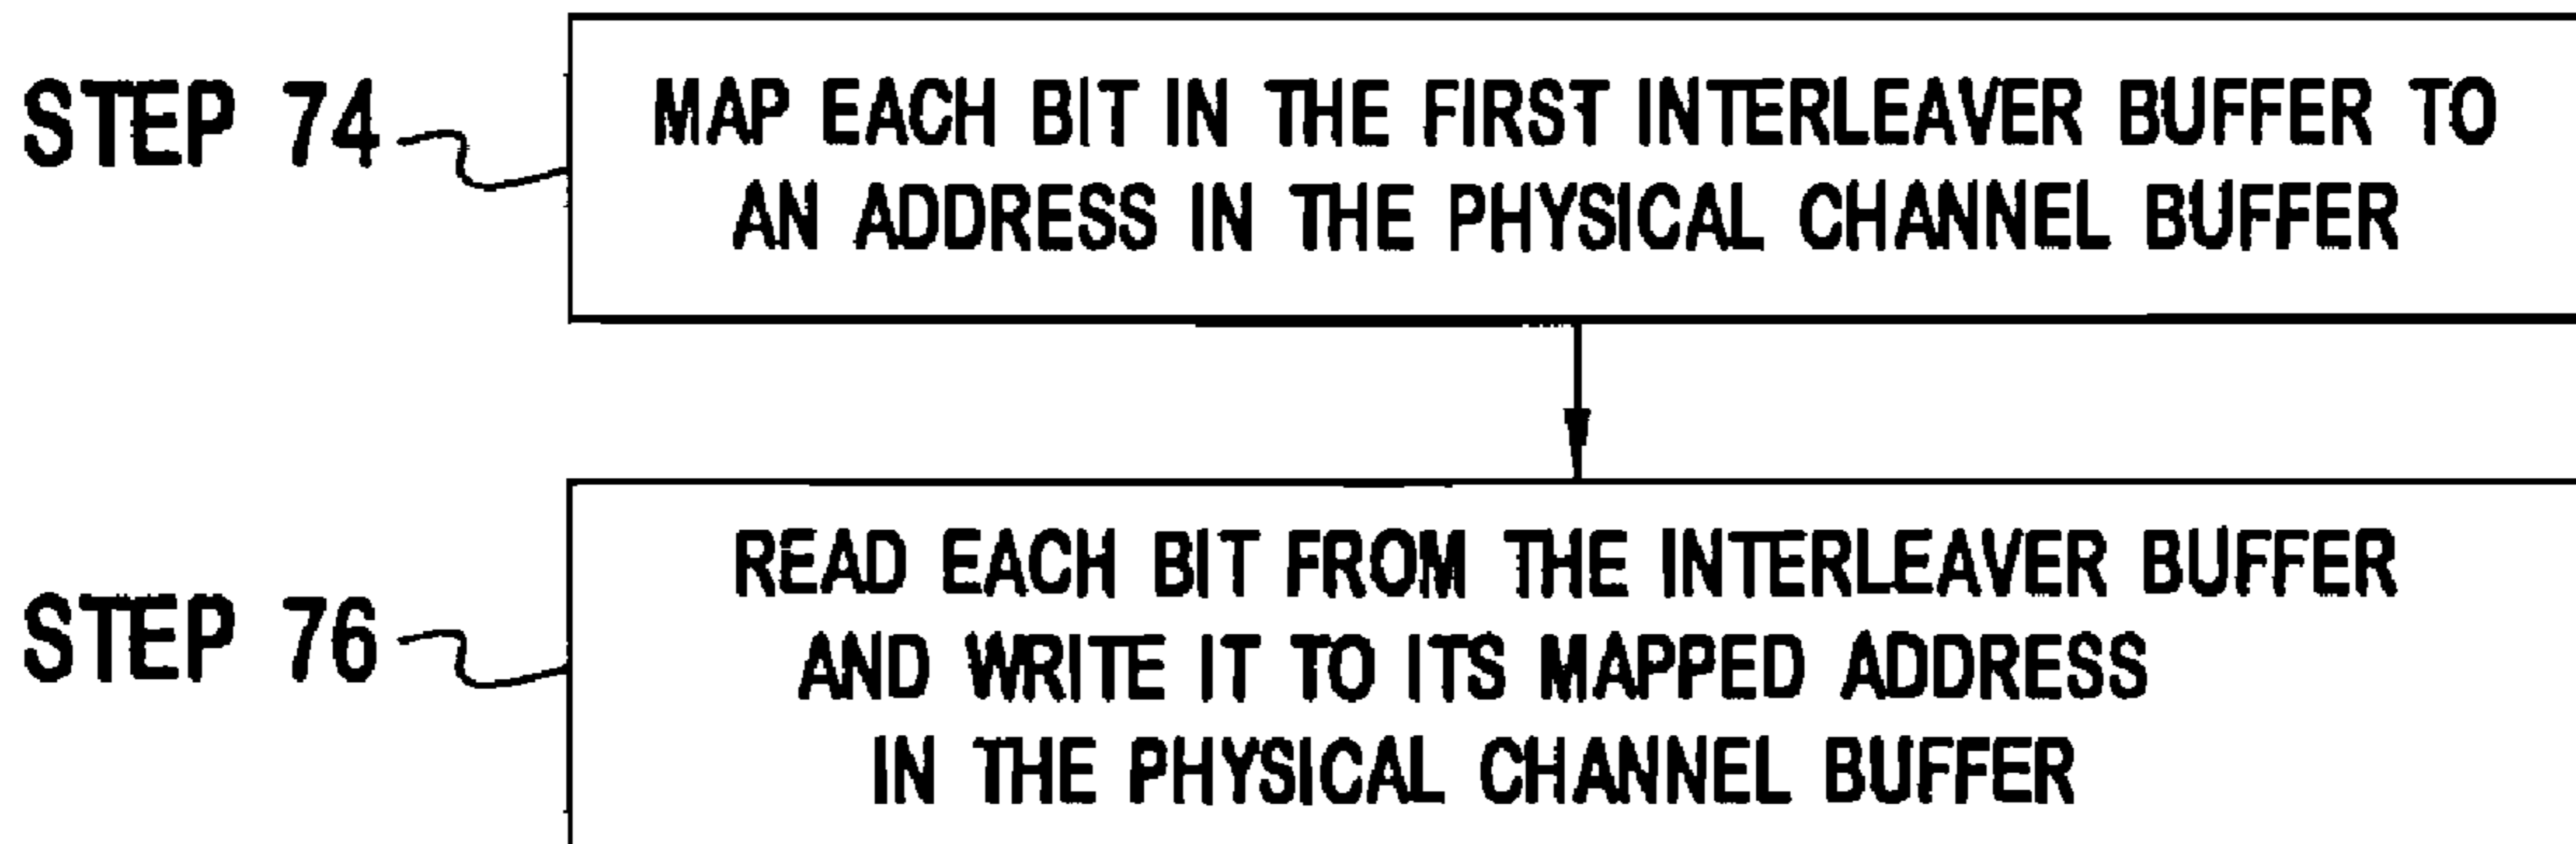 STEP 74
MAP EACH BIT IN THE FIRST INTERLEAVER BUFFER TO
AN ADDRESS IN THE PHYSICAL CHANNEL BUFFER
STEP 76
READ EACH BIT FROM THE INTERLEAVER BUFFER
AND WRITE IT TO ITS MAPPED ADDRESS
IN THE PHYSICAL CHANNEL BUFFER